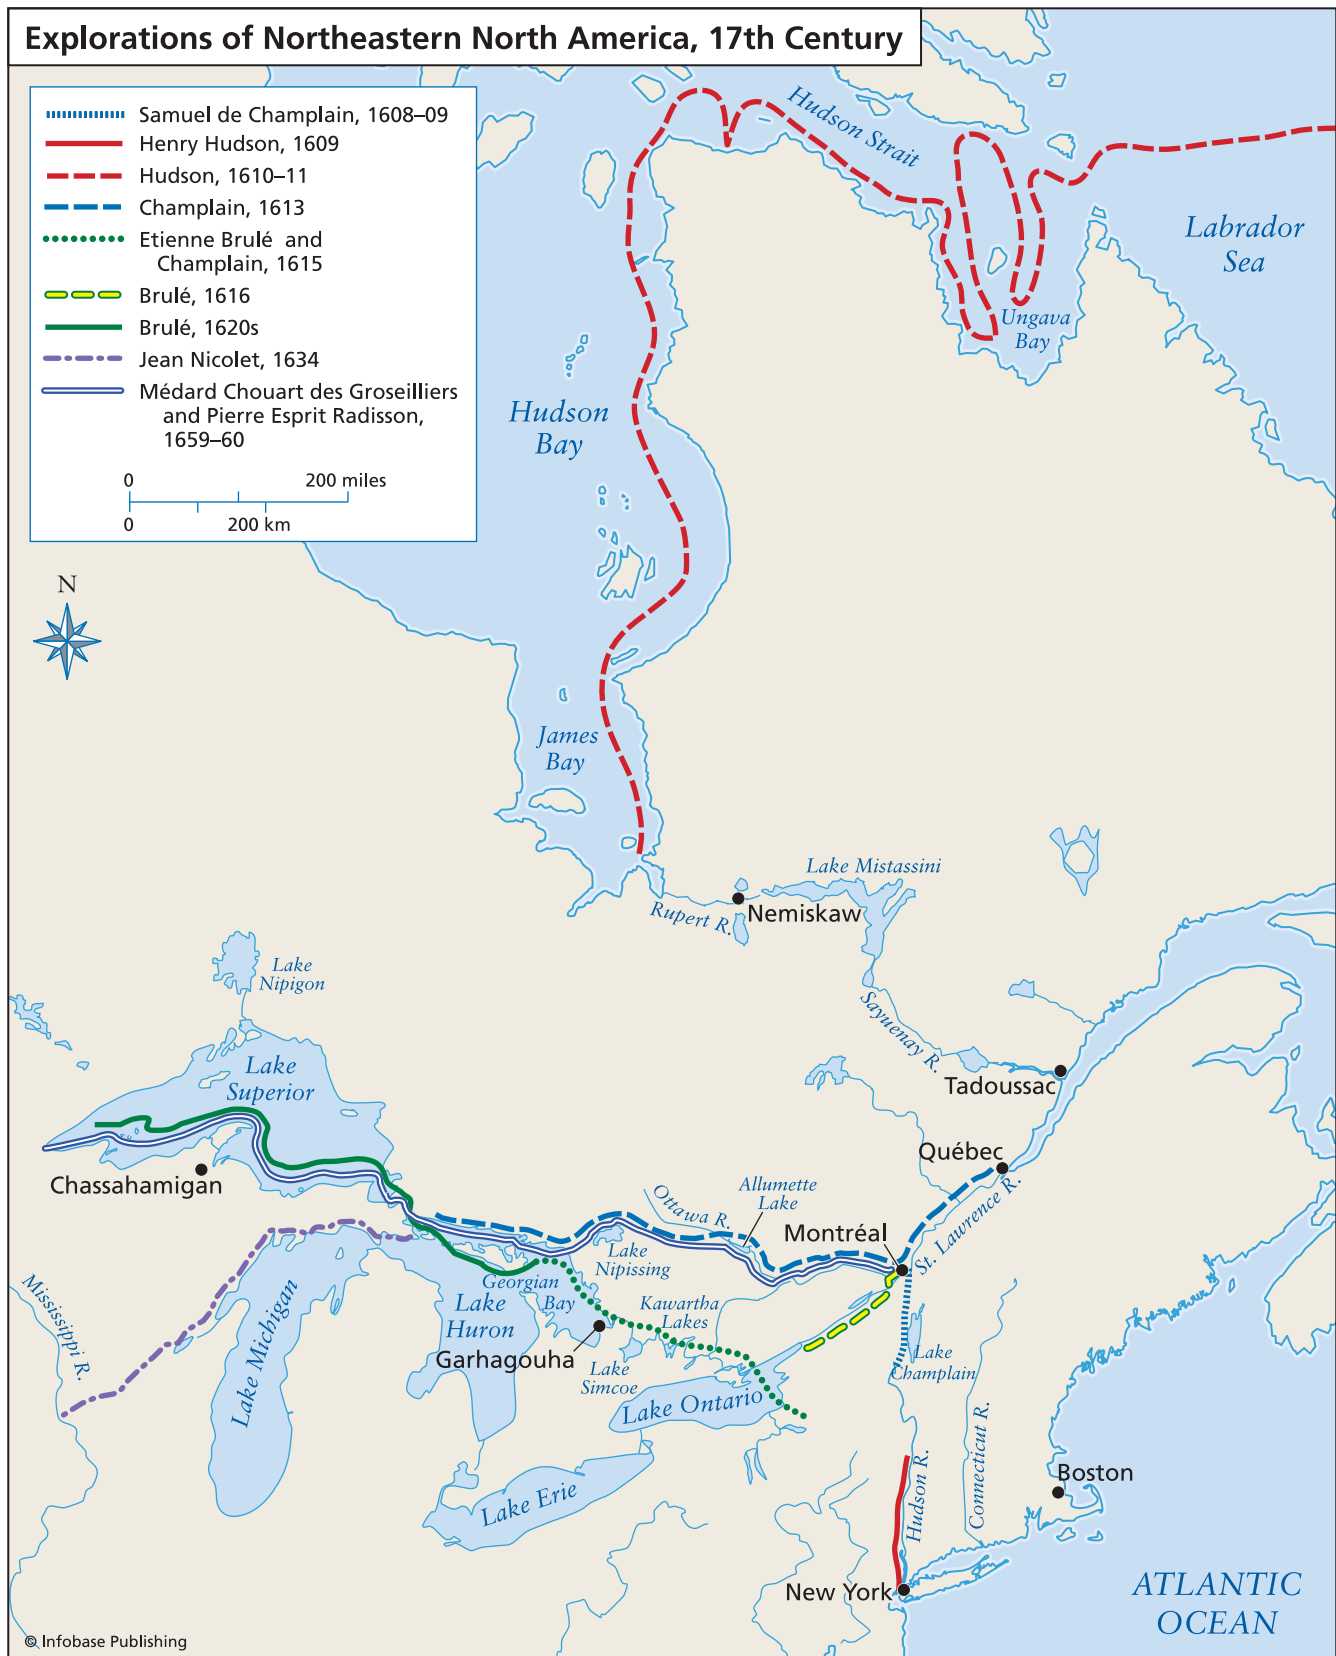 Explorations of Northeastern North America, 17th Century
Samuel de Champlain, 1608–09
Henry Hudson, 1609
Hudson, 1610–11
Champlain, 1613
Etienne Brulé and
Champlain, 1615
Brulé, 1616
Brulé, 1620s
Jean Nicolet, 1634
Médard Chouart des Groseilliers
and Pierre Esprit Radisson,
1659–60
0 200 miles
0 200 km
N
Hudson Strait
Labrador
Sea
Ungava
Bay
Hudson
Bay
James
Bay
Lake Mistassini
Rupert R.
Nemiskaw
Lake
Nipigon
Sayuenay R.
Lake
Superior
Tadoussac
Québec
Chassahamigan
Ottawa R.
Allumette
Lake
Montréal
St. Lawrence R.
Lake
Nipissing
Georgian
Bay
Mississippi R.
Lake Michigan
Lake
Huron
Kawartha
Lakes
Garhagouha
Lake
Simcoe
Lake
Champlain
Lake Ontario
Connecticut R.
Hudson R.
Boston
Lake Erie
New York
ATLANTIC
OCEAN
© Infobase Publishing